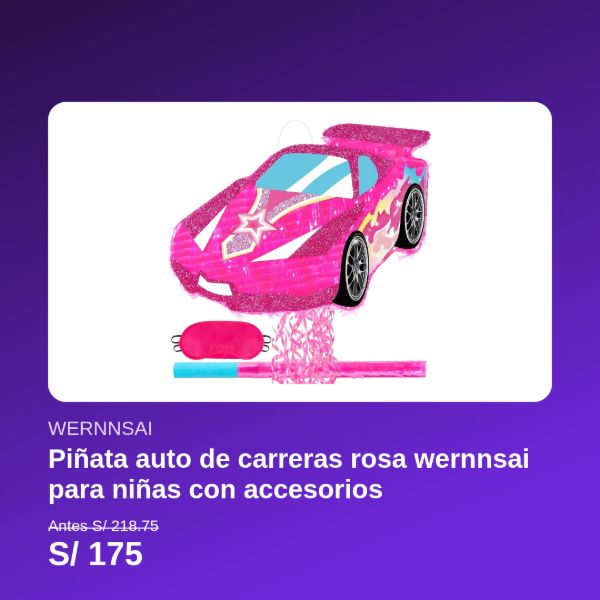 WERNNSAI
Piñata auto de carreras rosa wernnsai
para niñas con accesorios
Antes S/ 218.75
S/ 175